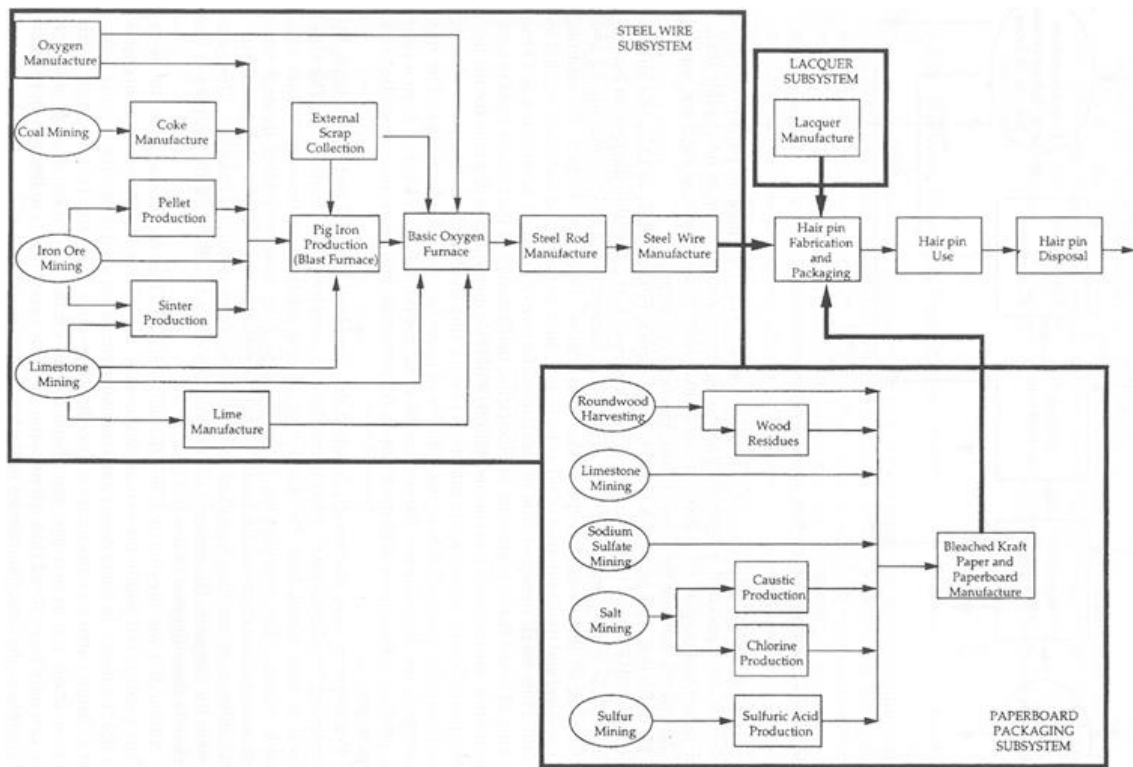 STEEL WIRE
SUBSYSTEM
Oxygen
Manufacture
LACQUER
SUBSYSTEM
Lacquer
Manufacture
Coal Mining
Coke
Manufacture
External
Scrap
Collection
Pellet
Production
Pig Iron
Production
(Blast Furnace)
Basic Oxygen
Furnace
Steel Rod
Manufacture
Steel Wire
Manufacture
Hair pin
Fabrication
and
Packaging
Hair pin
Use
Hair pin
Disposal
Iron Ore
Mining
Sinter
Production
Limestone
Mining
Lime
Manufacture
Roundwood
Harvesting
Wood
Residues
Limestone
Mining
Sodium
Sulfate
Mining
Bleached Kraft
Paper and
Paperboard
Manufacture
Caustic
Production
Salt
Mining
Chlorine
Production
Sulfur
Mining
Sulfuric Acid
Production
PAPERBOARD
PACKAGING
SUBSYSTEM